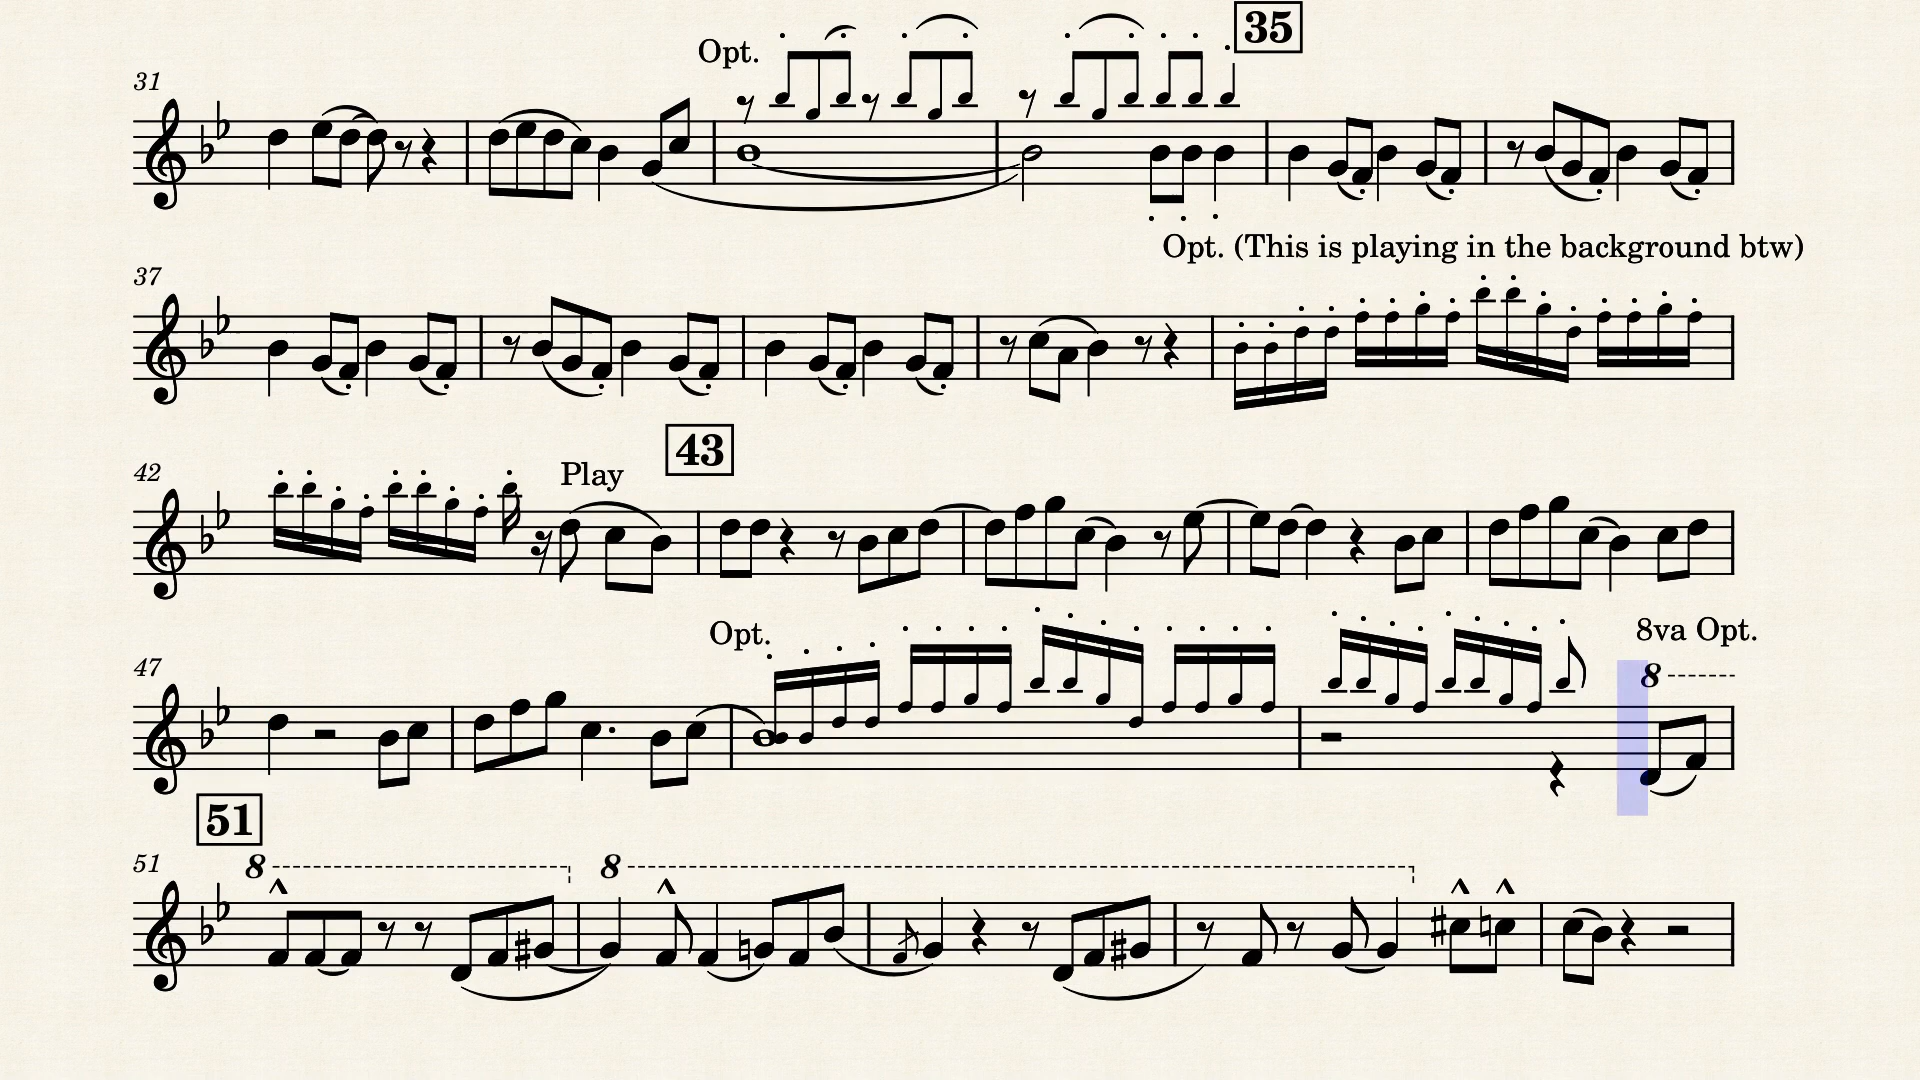 35
Opt.
31
Opt. (This is playing in the background btw)
37
43
42
Play
Opt.
8va Opt.
47
8
51
51
8
8